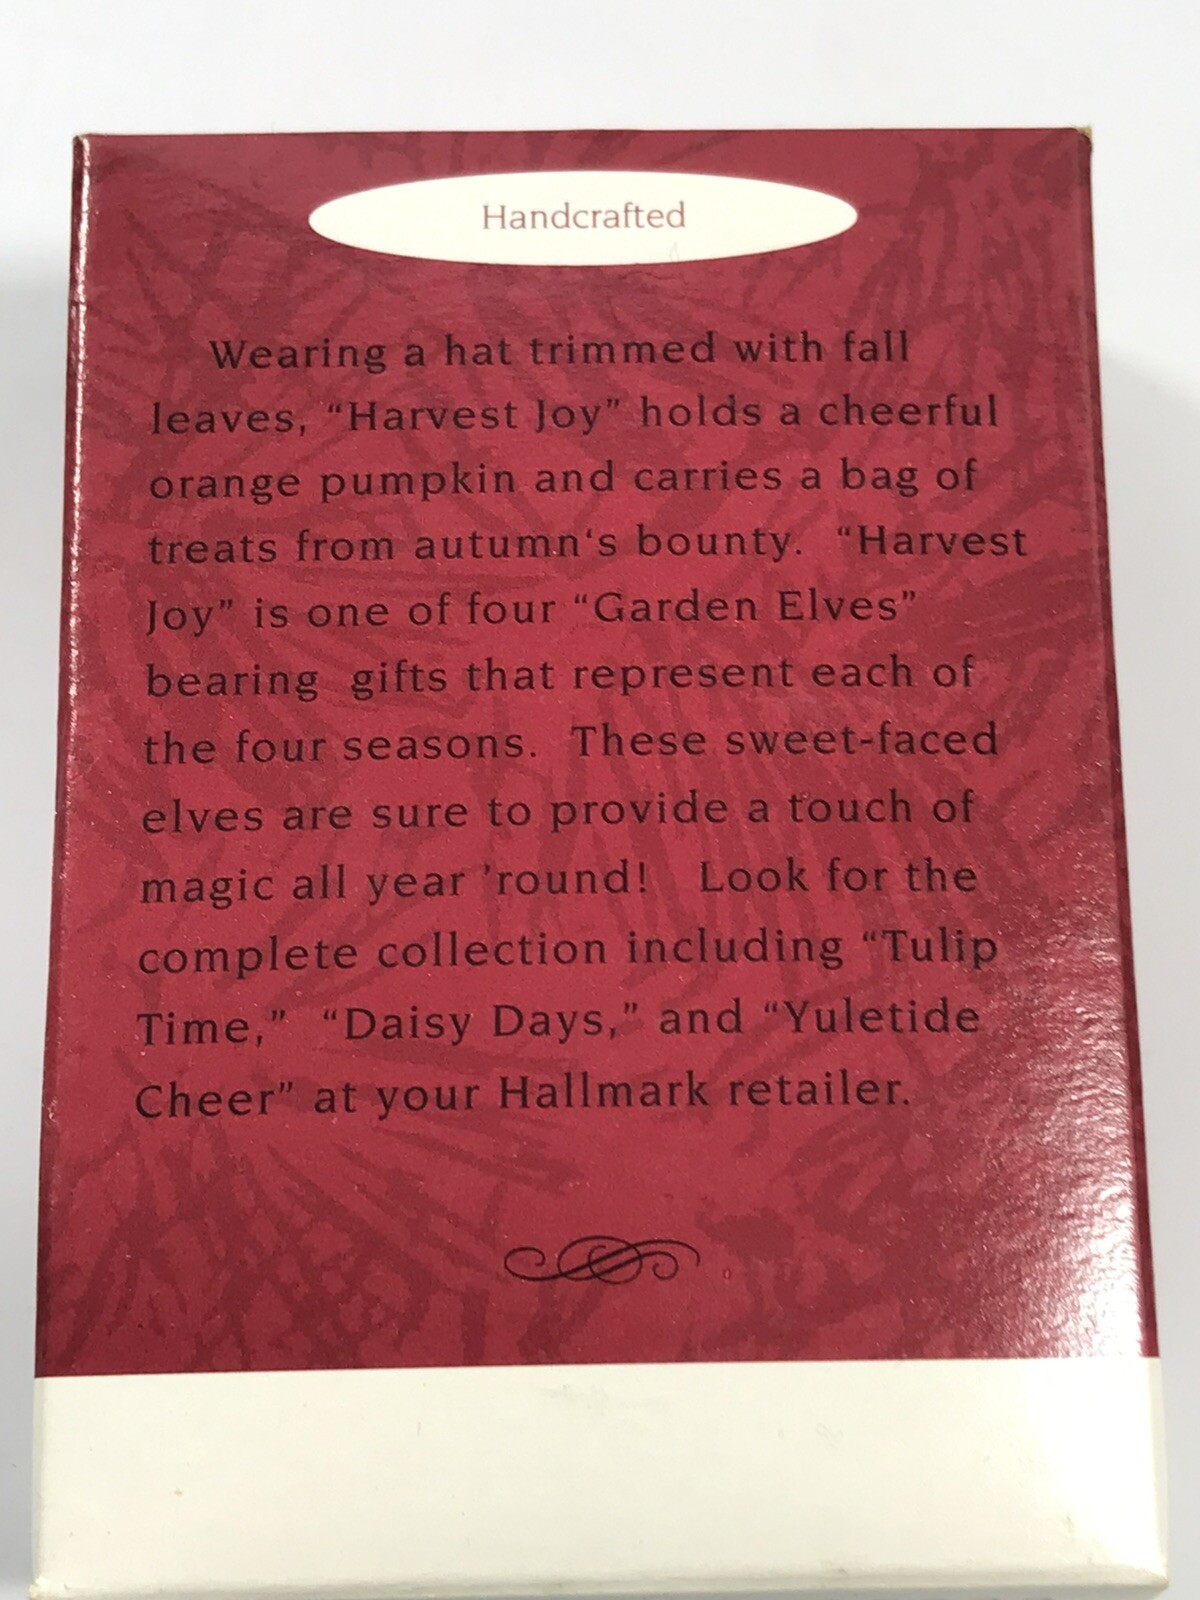 Handcrafted
Wearing a hat trimmed with fall
leaves, “Harvest Joy” holds a cheerful
orange pumpkin and carries a bag of
treats from autumn‘s bounty. “Harvest
Joy” is one of four “Garden Elves”
bearing gifts that represent each of
the four seasons. These sweet-faced
elves are sure to provide a touch of
magic all year ’round! Look for the
complete collection including “Tulip
Time,” “Daisy Days,” and “Yuletide
Cheer” at your Hallmark retailer.